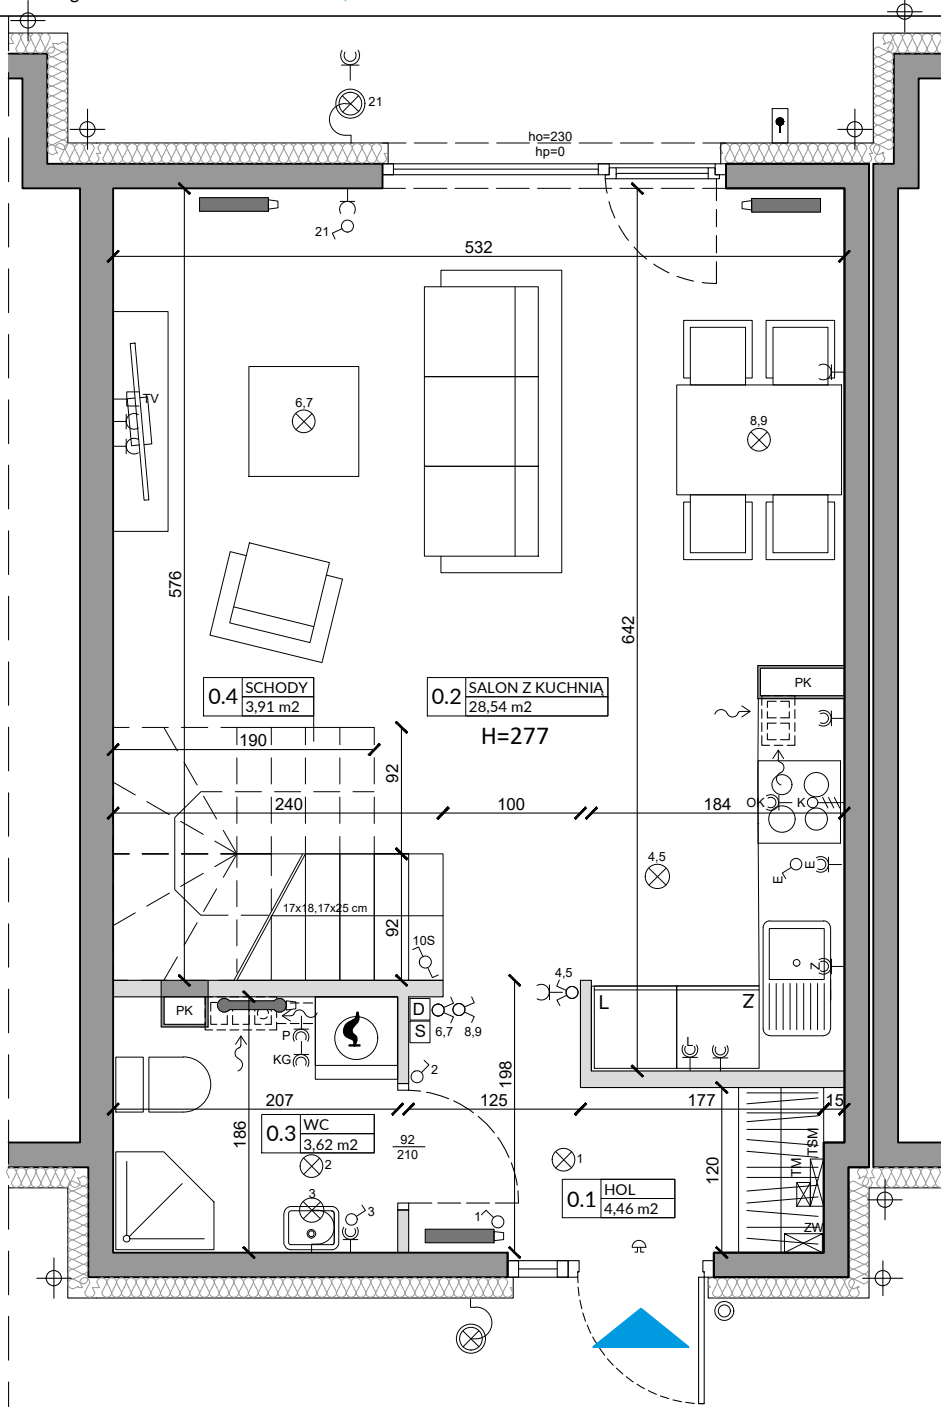 21
ho=230
hp=0
21
532
TV
6,7
8,9
576
642
0.4 SCHODY
3,91 m2
0.2 SALON Z KUCHNIĄ
28,54 m2
H=277
PK
190
92
240
100
184
OK
K
4,5
E
E
17x18,17x25 cm
92
10S
Z
4,5
L
Z
PK
D
S
6,7
8,9
P
KG
L
2
198
207
125
177
15
186
0.3 WC
3,62 m2
92
210
2
1
120
TM
TSM
0.1 HOL
4,46 m2
3
3
1
ZW